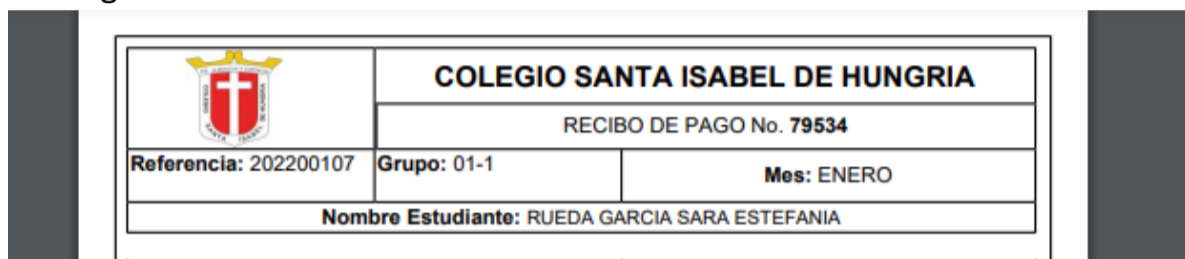 COLEGIO SANTA ISABEL DE HUNGRIA
RECIBO DE PAGO No. 79534
Referencia: 202200107 Grupo: 01-1 Mes: ENERO
Nombre Estudiante: RUEDA GARCIA SARA ESTEFANIA